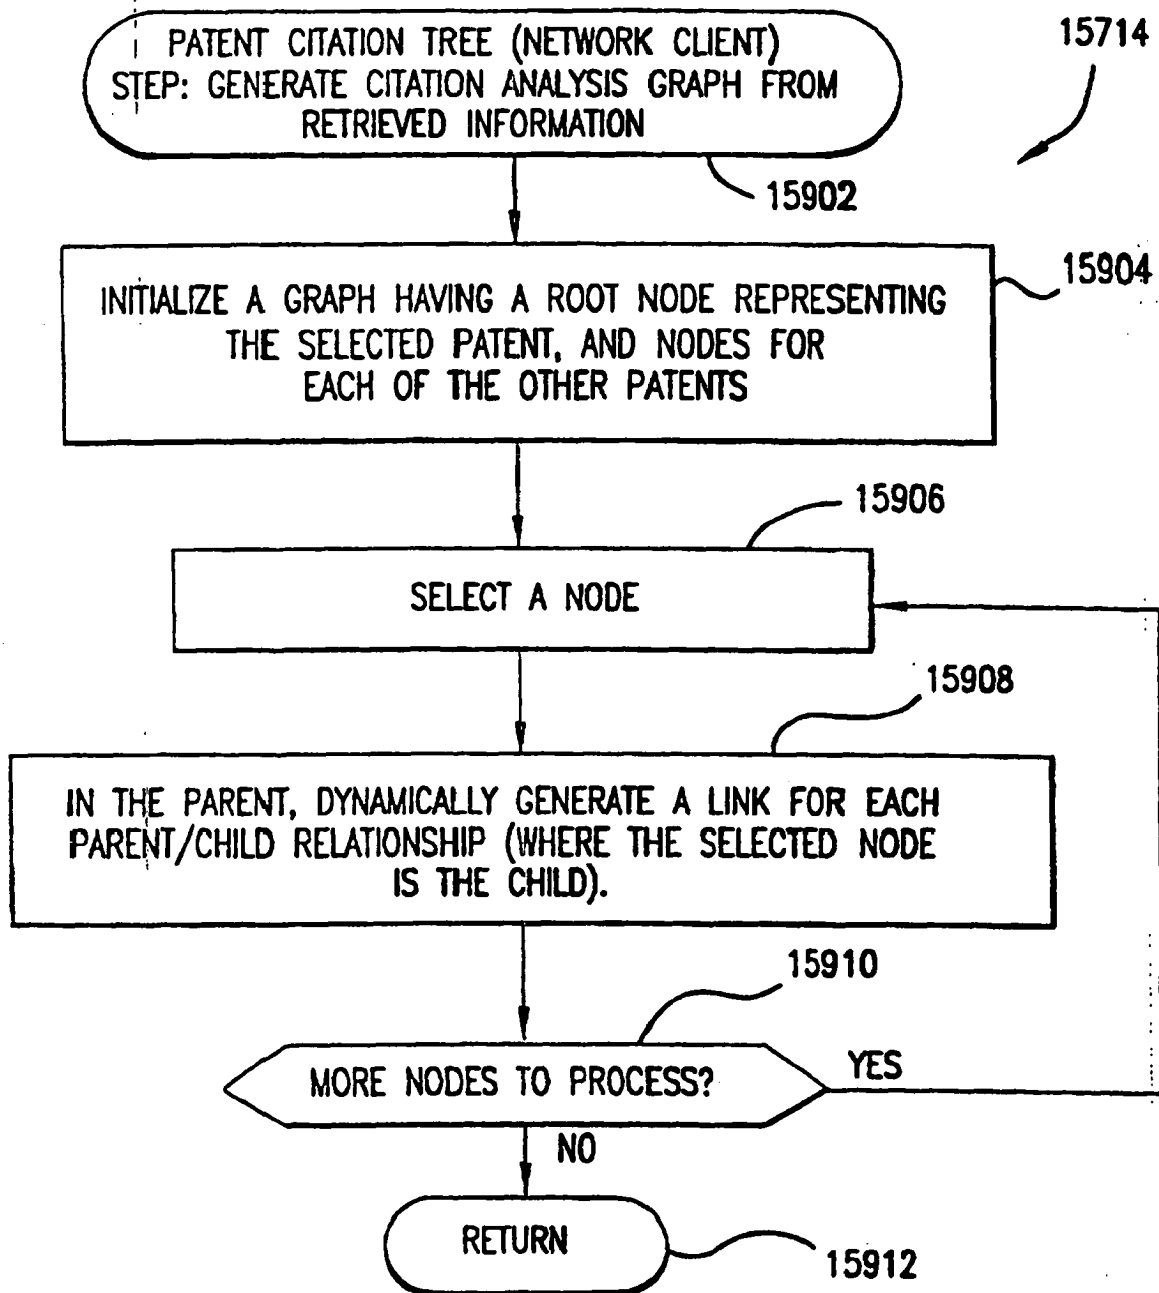 PATENT CITATION TREE (NETWORK CLIENT)
STEP: GENERATE CITATION ANALYSIS GRAPH FROM
RETRIEVED INFORMATION
15714
15902
INITIALIZE A GRAPH HAVING A ROOT NODE REPRESENTING
THE SELECTED PATENT, AND NODES FOR
EACH OF THE OTHER PATENTS
15904
15906
SELECT A NODE
15908
IN THE PARENT, DYNAMICALLY GENERATE A LINK FOR EACH
PARENT/CHILD RELATIONSHIP (WHERE THE SELECTED NODE
IS THE CHILD).
15910
MORE NODES TO PROCESS?
YES
NO
RETURN
15912